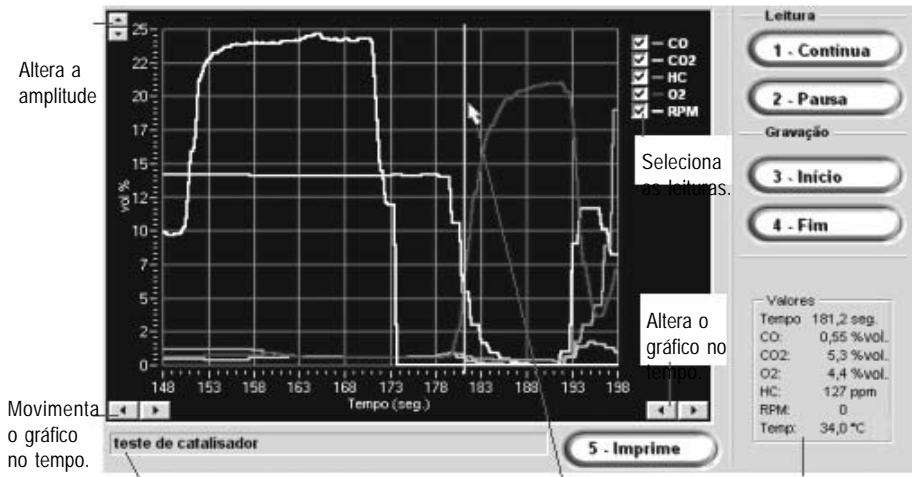 Altera a
amplitude
25
22
20
17
15
12
10
7
5
2
0
vol %
148 153 158 163 168 173 178 183 188 193 198
Tempo (seg.)
CO
CO2
HC
O2
RPM
Seleciona
as leituras.
Altera o
gráfico no
tempo.
Movimenta
o gráfico
no tempo.
teste de catalisador
5 - Imprime
Leitura
1 - Contínua
2 - Pausa
Gravação
3 - Início
4 - Fim
Valores
Tempo 181,2 seg.
CO: 0,55 %vol.
CO2: 5,3 %vol.
O2: 4,4 %vol.
HC: 127 ppm
RPM: 0
Temp: 34,0 °C